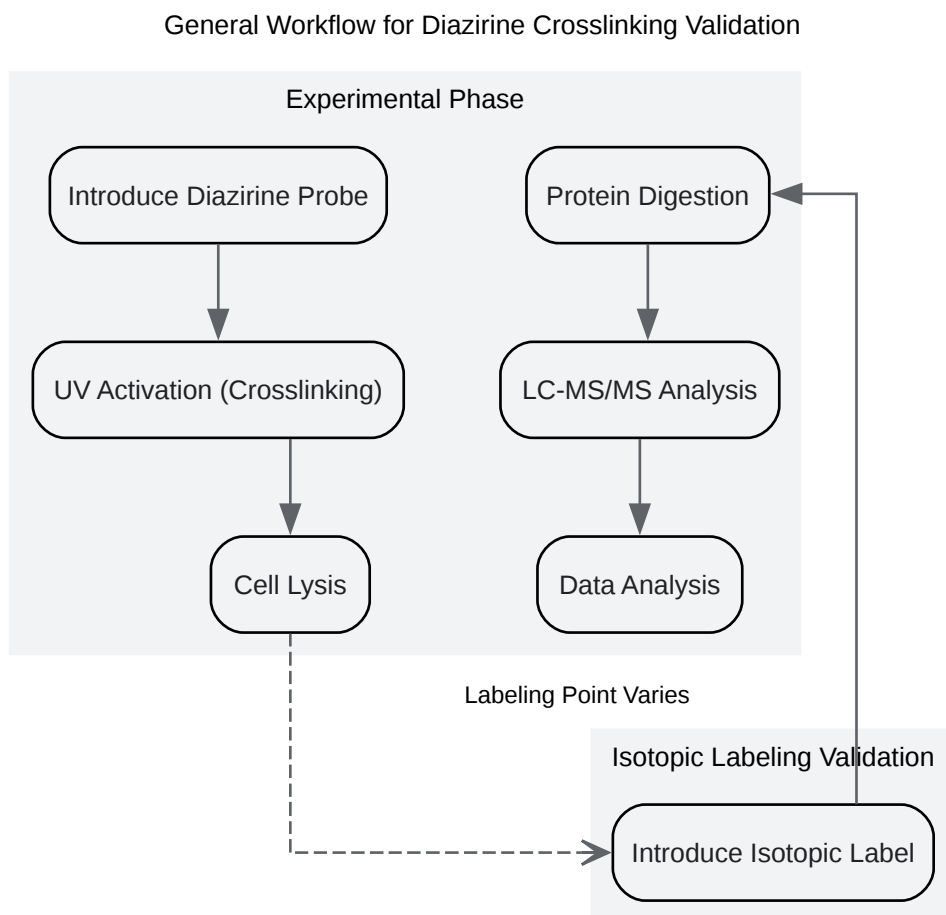 General Workflow for Diazirine Crosslinking Validation
Experimental Phase
Introduce Diazirine Probe
UV Activation (Crosslinking)
Cell Lysis
Protein Digestion
LC-MS/MS Analysis
Data Analysis
Labeling Point Varies
Isotopic Labeling Validation
Introduce Isotopic Label